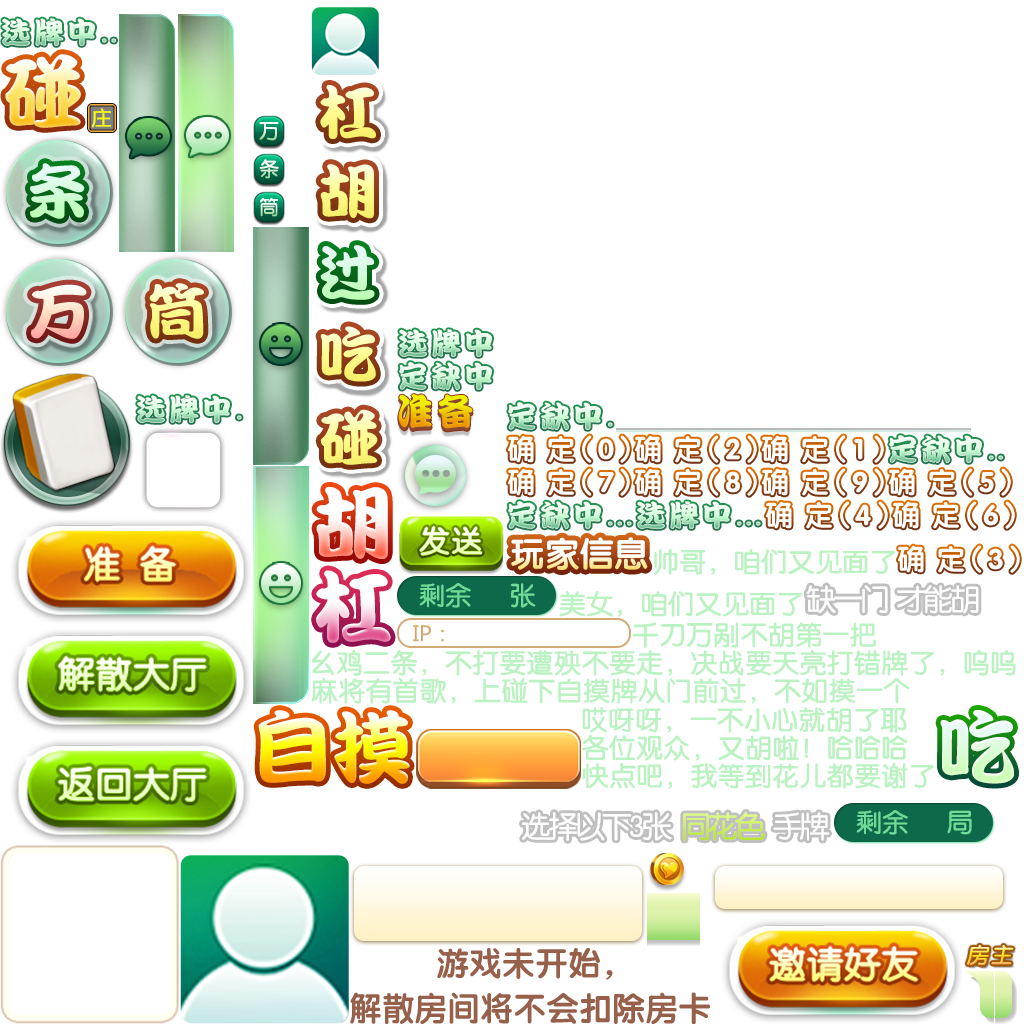 选牌中..
碰
庄
条
万
筒
万
条
筒
杠
胡
过
吃
碰
胡
杠
选牌中
定缺中
准备
选牌中.
定缺中.
确 定(0)确 定(2)确 定(1)定缺中..
确 定(7)确 定(8)确 定(9)确 定(5)
定缺中...选牌中...确 定(4)确 定(6)
准 备
发送
玩家信息
帅哥，咱们又见面了
确 定(3)
剩余 张
美女，咱们又见面了
缺一门 才能胡
IP：
千刀万剐不胡第一把
解散大厅
幺鸡二条，不打要遭殃不要走，决战要天亮打错牌了，呜呜
麻将有首歌，上碰下自摸牌从门前过，不如摸一个
自摸
哎呀呀，一不小心就胡了耶
各位观众，又胡啦！哈哈哈
快点吧，我等到花儿都要谢了
吃
返回大厅
选择以下3张 同花色 手牌
剩余 局
游戏未开始，
解散房间将不会扣除房卡
邀请好友
房主